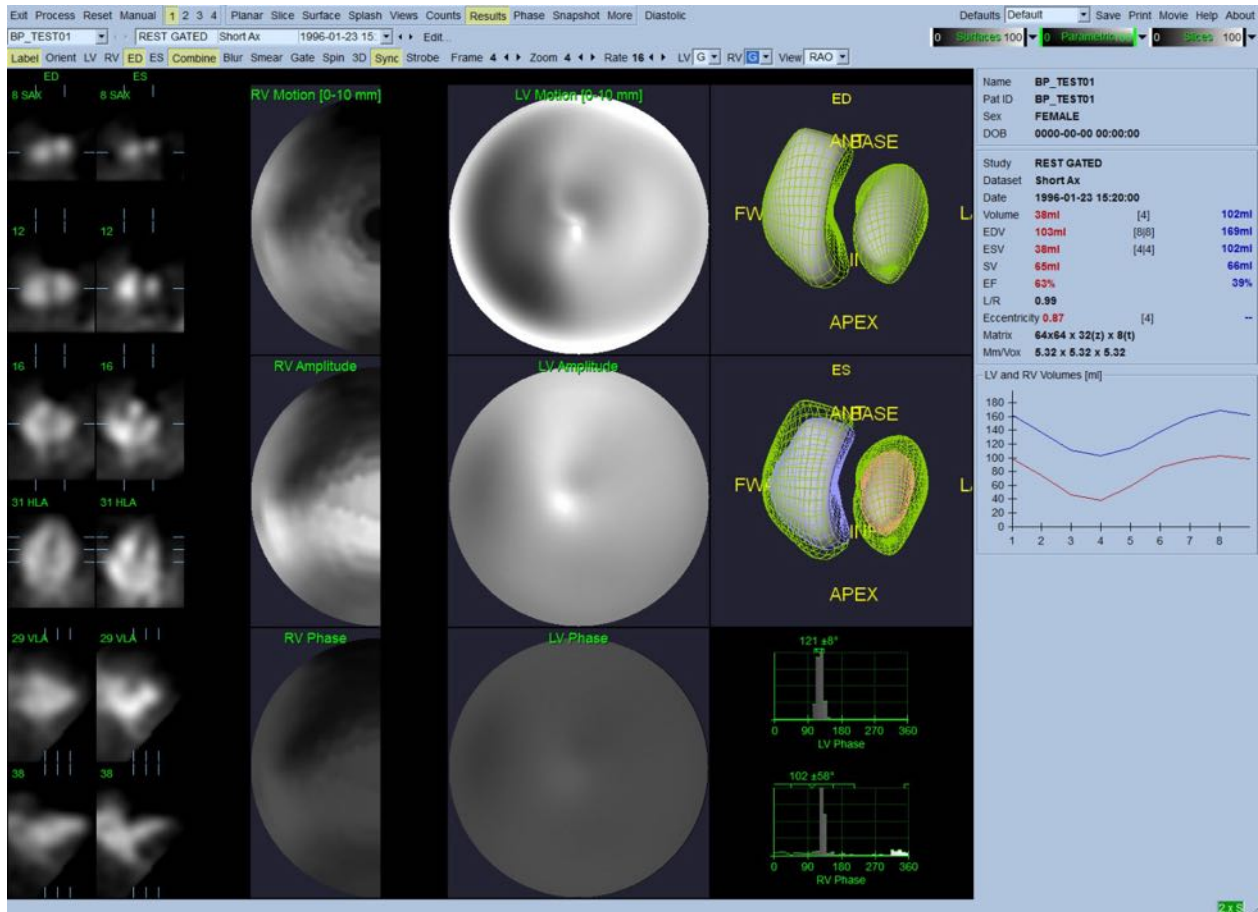 Exit Process Reset Manual 1 2 3 4 Planar Slice Surface Splash Views Counts Results Phase Snapshot More Diastolic Defaults Default Save Print Movie Help About
BP_TEST01 REST GATED Short Ax 1996-01-23 15: Edit... 0 Surfaces 100 0 Parametric 0 Slices 100
Label Orient LV RV ED ES Combine Blur Smear Gate Spin 3D Sync Strobe Frame 4 Zoom 4 Rate 16 LV G RV G View RAO
ED ES
8 SAX 8 SAX
12 12
16 16
31 HLA 31 HLA
29 VLA 29 VLA
38 38
RV Motion [0-10 mm] LV Motion [0-10 mm]
RV Amplitude LV Amplitude
RV Phase LV Phase
ED
ANT BASE
FW
APEX
ES
ANT BASE
FW
INF
APEX
121 ±8°
0 90 180 270 360
LV Phase
102 ±58°
0 90 180 270 360
RV Phase
Name BP_TEST01
Pat ID BP_TEST01
Sex FEMALE
DOB 0000-00-00 00:00:00
Study REST GATED
Dataset Short Ax
Date 1996-01-23 15:20:00
Volume 38ml [4] 102ml
EDV 103ml [8|8] 169ml
ESV 38ml [4|4] 102ml
SV 65ml 66ml
EF 63% 39%
L/R 0.99
Eccentricity 0.87 [4] --
Matrix 64x64 x 32(z) x 8(t)
Mm/Vox 5.32 x 5.32 x 5.32
LV and RV Volumes [ml]
180
160
140
120
100
80
60
40
20
0
1 2 3 4 5 6 7 8
2 x S